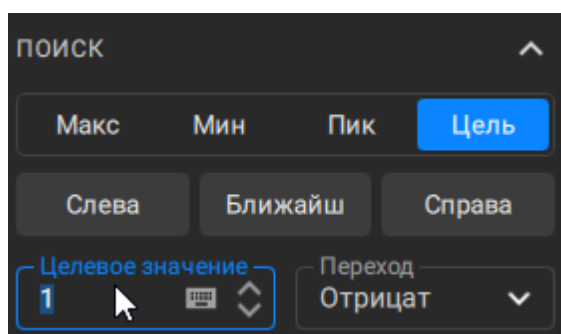 ПОИСК
Макс Мин Пик Цель
Слева Ближайш Справа
Целевое значение Переход
1 Отрицат